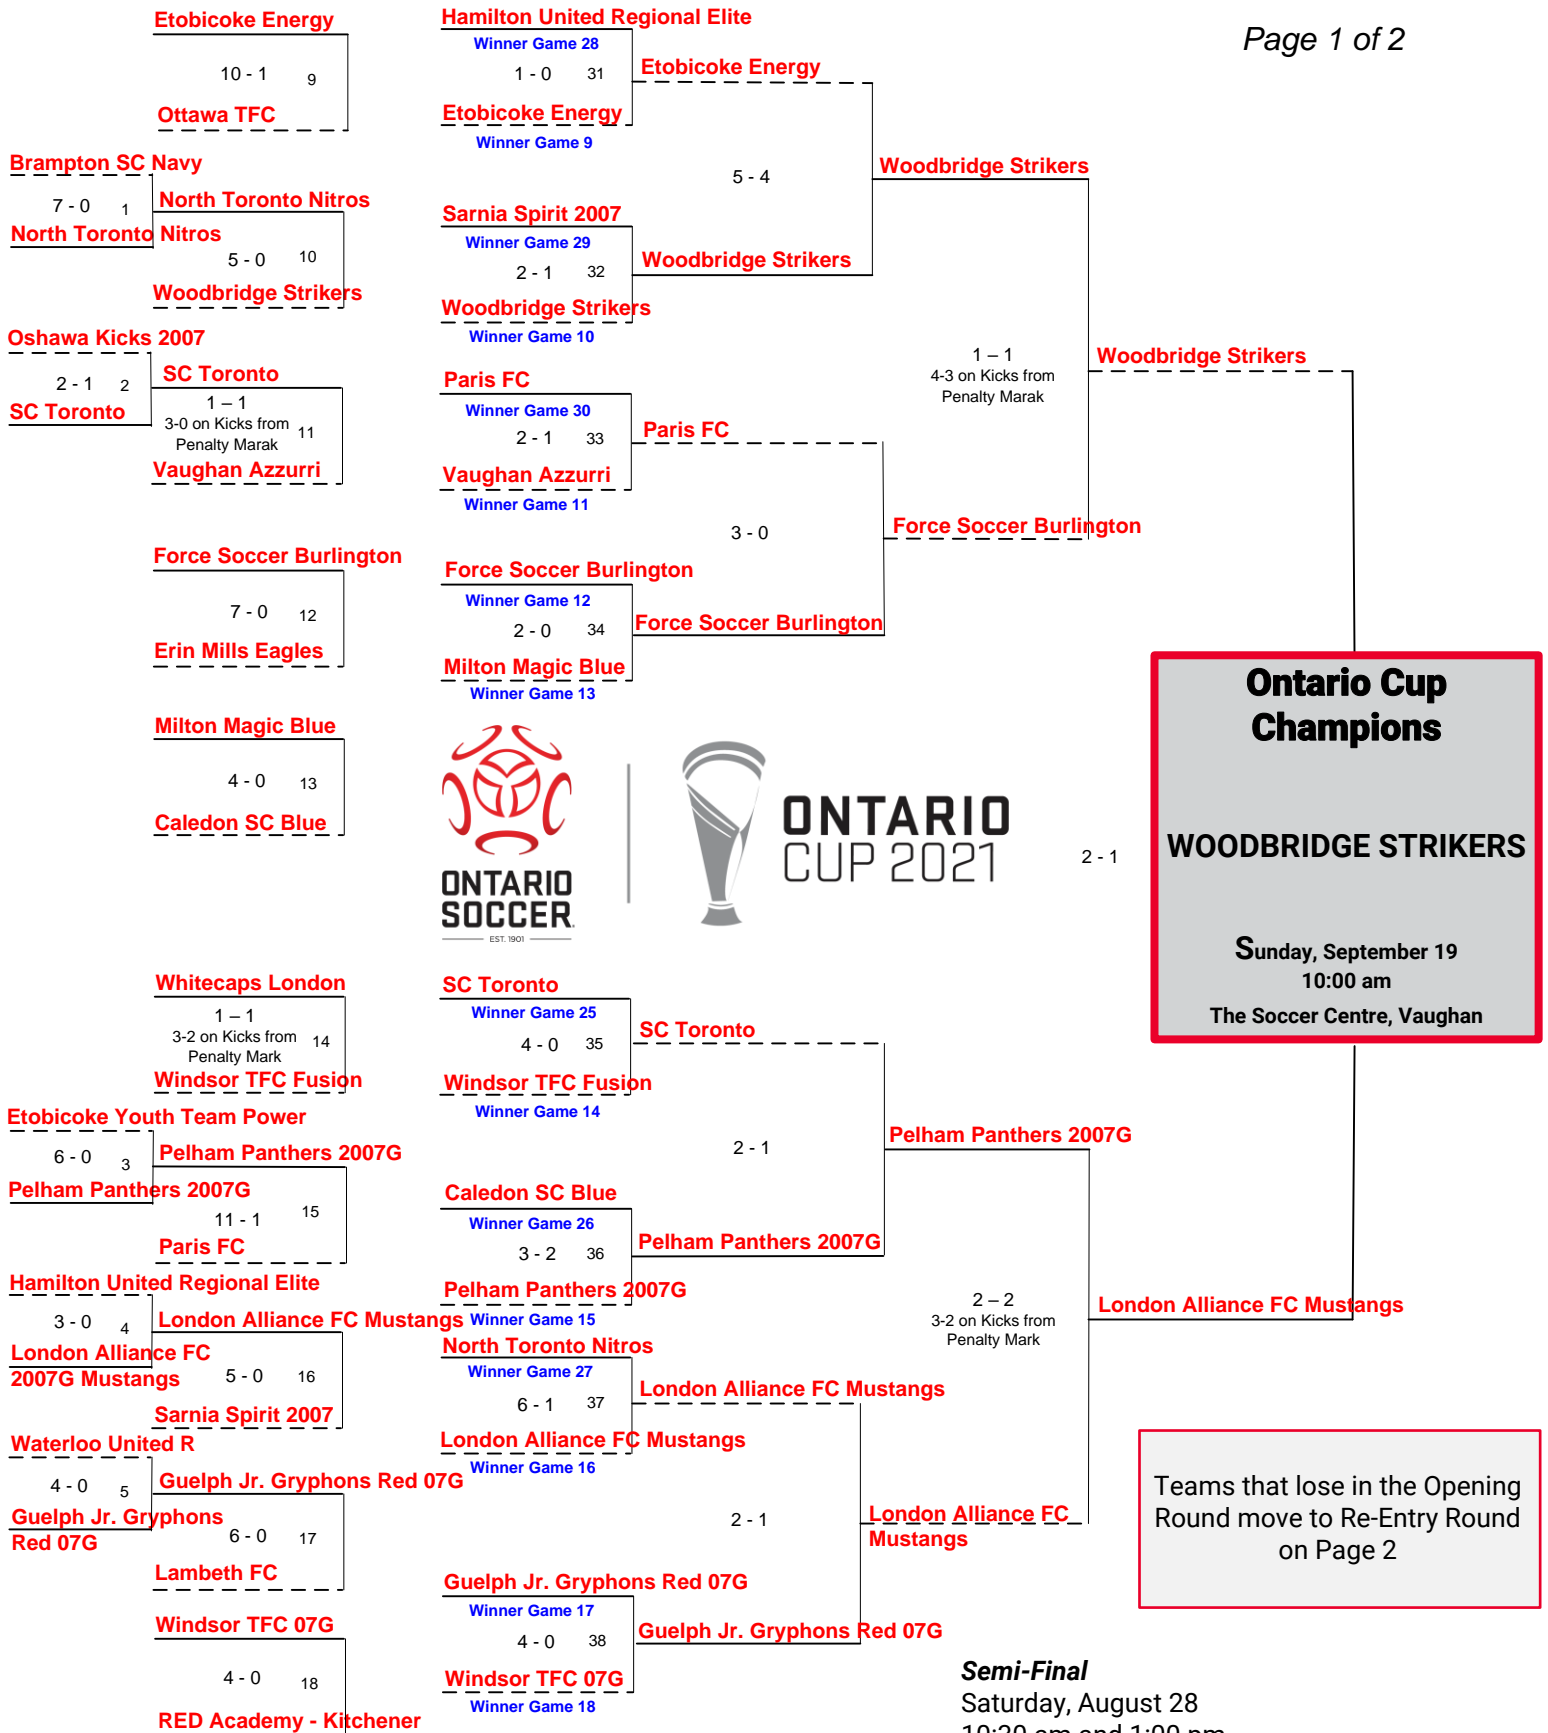 Page 1 of 2
Etobicoke Energy
10 - 1 9
Ottawa TFC
Brampton SC Navy
7 - 0 1
North Toronto Nitros
North Toronto Nitros
5 - 0 10
Woodbridge Strikers
Oshawa Kicks 2007
2 - 1 2
SC Toronto
SC Toronto
1 – 1
3-0 on Kicks from
Penalty Marak
11
Vaughan Azzurri
Force Soccer Burlington
7 - 0 12
Erin Mills Eagles
Milton Magic Blue
4 - 0 13
Caledon SC Blue
Hamilton United Regional Elite
Winner Game 28
1 - 0 31
Etobicoke Energy
Winner Game 9
Etobicoke Energy
5 - 4
Sarnia Spirit 2007
Winner Game 29
2 - 1 32
Woodbridge Strikers
Winner Game 10
Woodbridge Strikers
Woodbridge Strikers
Paris FC
Winner Game 30
2 - 1 33
Vaughan Azzurri
Winner Game 11
Paris FC
3 - 0
Force Soccer Burlington
Winner Game 12
2 - 0 34
Milton Magic Blue
Winner Game 13
Force Soccer Burlington
Force Soccer Burlington
1 – 1
4-3 on Kicks from
Penalty Marak
Woodbridge Strikers
ONTARIO
SOCCER
EST. 1901
ONTARIO
CUP 2021
2 - 1
Ontario Cup
Champions
WOODBRIDGE STRIKERS
Sunday, September 19
10:00 am
The Soccer Centre, Vaughan
Whitecaps London
1 – 1
3-2 on Kicks from
Penalty Mark
14
Windsor TFC Fusion
Etobicoke Youth Team Power
6 - 0 3
Pelham Panthers 2007G
Pelham Panthers 2007G
11 - 1 15
Paris FC
Hamilton United Regional Elite
3 - 0 4
London Alliance FC
2007G Mustangs
London Alliance FC Mustangs
5 - 0 16
Sarnia Spirit 2007
Waterloo United R
4 - 0 5
Guelph Jr. Gryphons
Red 07G
Guelph Jr. Gryphons Red 07G
6 - 0 17
Lambeth FC
Windsor TFC 07G
4 - 0 18
RED Academy - Kitchener
SC Toronto
Winner Game 25
4 - 0 35
Windsor TFC Fusion
Winner Game 14
SC Toronto
2 - 1
Caledon SC Blue
Winner Game 26
3 - 2 36
Pelham Panthers 2007G
Winner Game 15
Pelham Panthers 2007G
Pelham Panthers 2007G
North Toronto Nitros
Winner Game 27
6 - 1 37
London Alliance FC Mustangs
Winner Game 16
London Alliance FC Mustangs
2 - 1
Guelph Jr. Gryphons Red 07G
Winner Game 17
4 - 0 38
Windsor TFC 07G
Winner Game 18
Guelph Jr. Gryphons Red 07G
London Alliance FC
Mustangs
2 – 2
3-2 on Kicks from
Penalty Mark
London Alliance FC Mustangs
Teams that lose in the Opening
Round move to Re-Entry Round
on Page 2
Semi-Final
Saturday, August 28
10:30 am and 1:00 pm